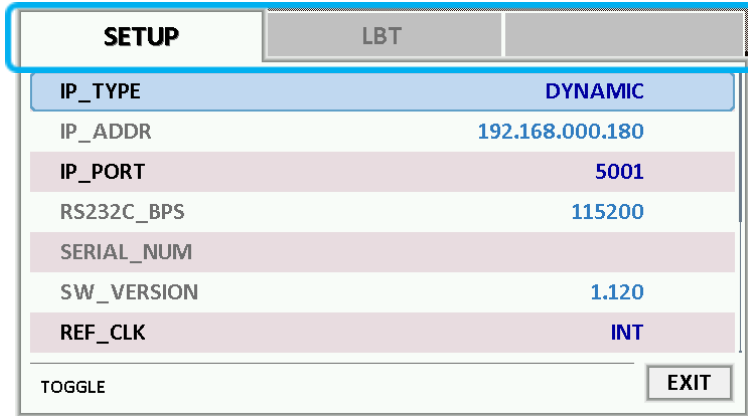 SETUP LBT
IP_TYPE DYNAMIC
IP_ADDR 192.168.000.180
IP_PORT 5001
RS232C_BPS 115200
SERIAL_NUM
SW_VERSION 1.120
REF_CLK INT
TOGGLE EXIT